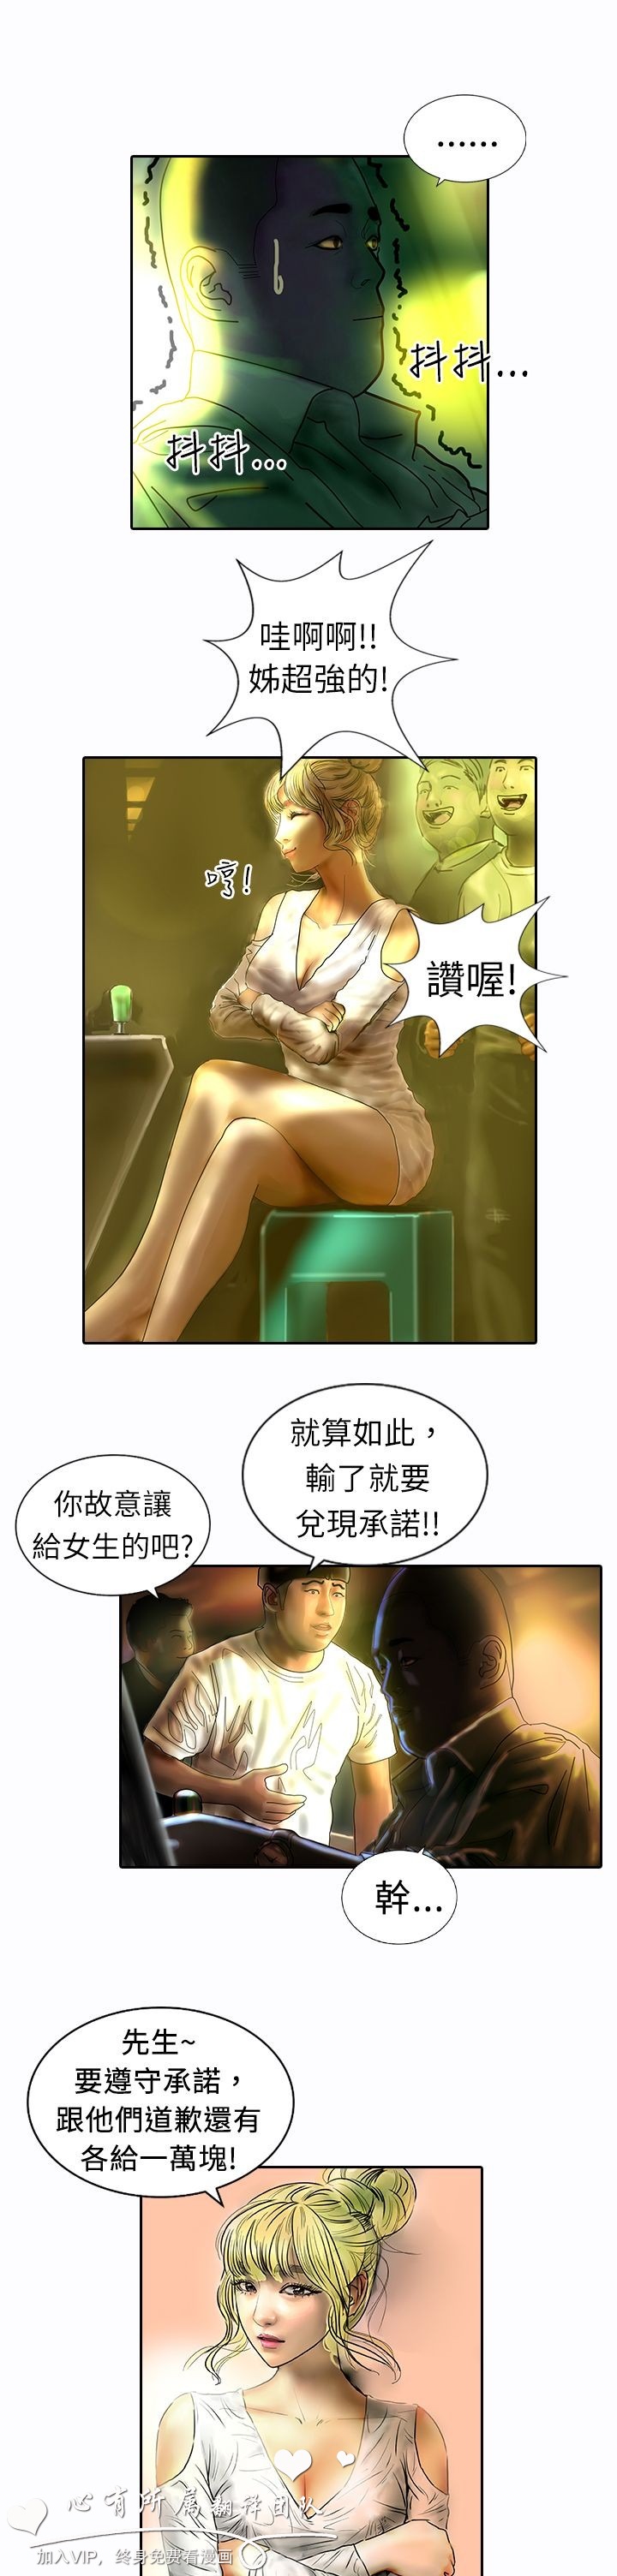 ……
抖抖…
抖抖…
哇啊啊!!
姊超強的!
哼!
讚喔!
就算如此，
輸了就要
兌現承諾!!
你故意讓
給女生的吧?
幹…
先生~
要遵守承諾，
跟他們道歉還有
各給一萬塊!
心有所属翻译团队
加入VIP，终身免费看漫画